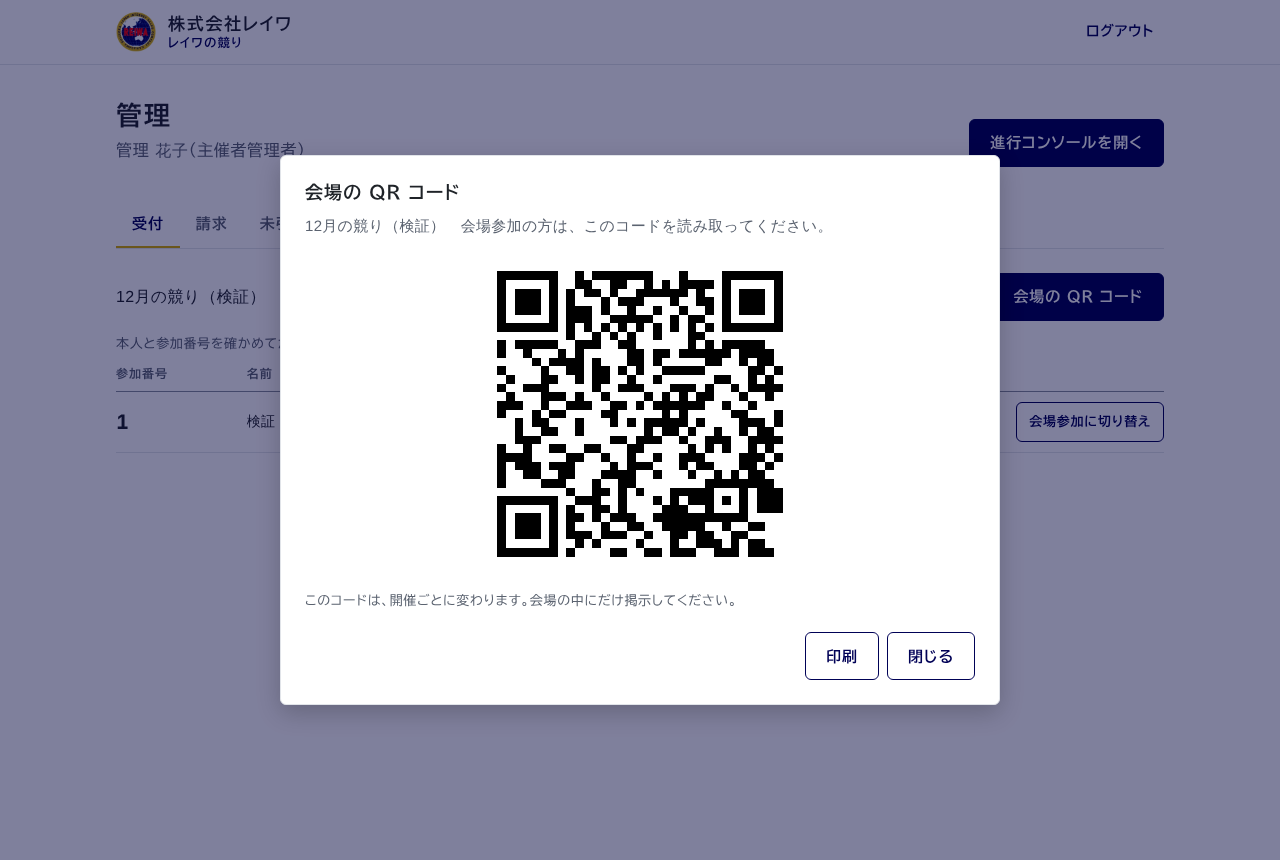 株式会社レイワ
レイワの競り
ログアウト
管理
管理 花子（主催者管理者）
進行コンソールを開く
受付
請求
会場の QR コード
12月の競り（検証）　会場参加の方は、このコードを読み取ってください。
12月の競り（検証）
会場の QR コード
本人と参加番号を確かめて
参加番号
名前
1
検証
会場参加に切り替え
このコードは、開催ごとに変わります。会場の中にだけ掲示してください。
印刷
閉じる